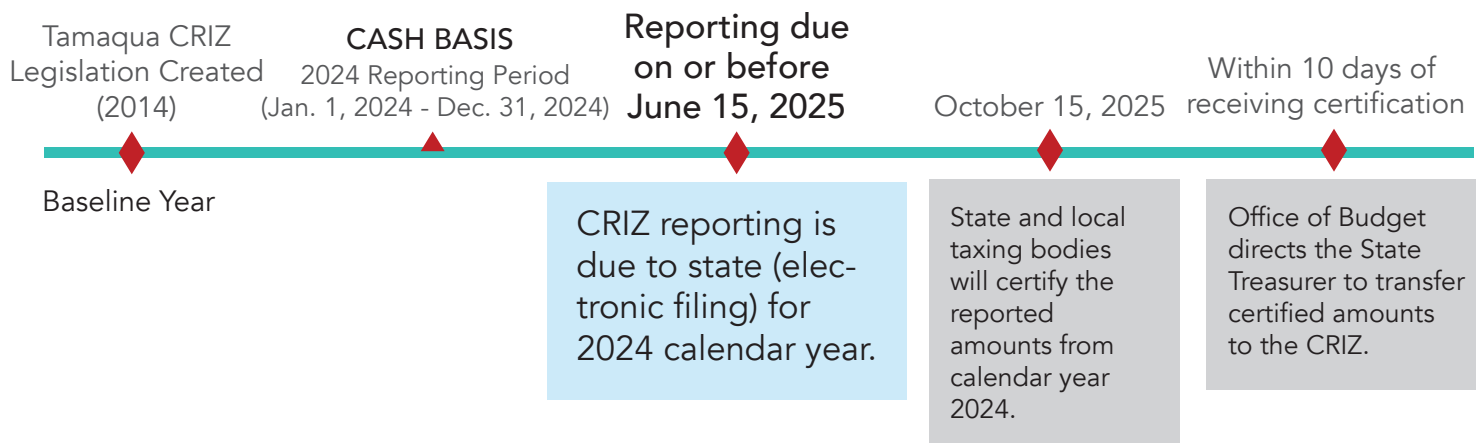 Tamaqua CRIZ
Legislation Created
(2014)
CASH BASIS
2024 Reporting Period
(Jan. 1, 2024 - Dec. 31, 2024)
Reporting due
on or before
June 15, 2025
October 15, 2025
Within 10 days of
receiving certification
Baseline Year
CRIZ reporting is
due to state (elec-
tronic filing) for
2024 calendar year.
State and local
taxing bodies
will certify the
reported
amounts from
calendar year
2024.
Office of Budget
directs the State
Treasurer to transfer
certified amounts
to the CRIZ.